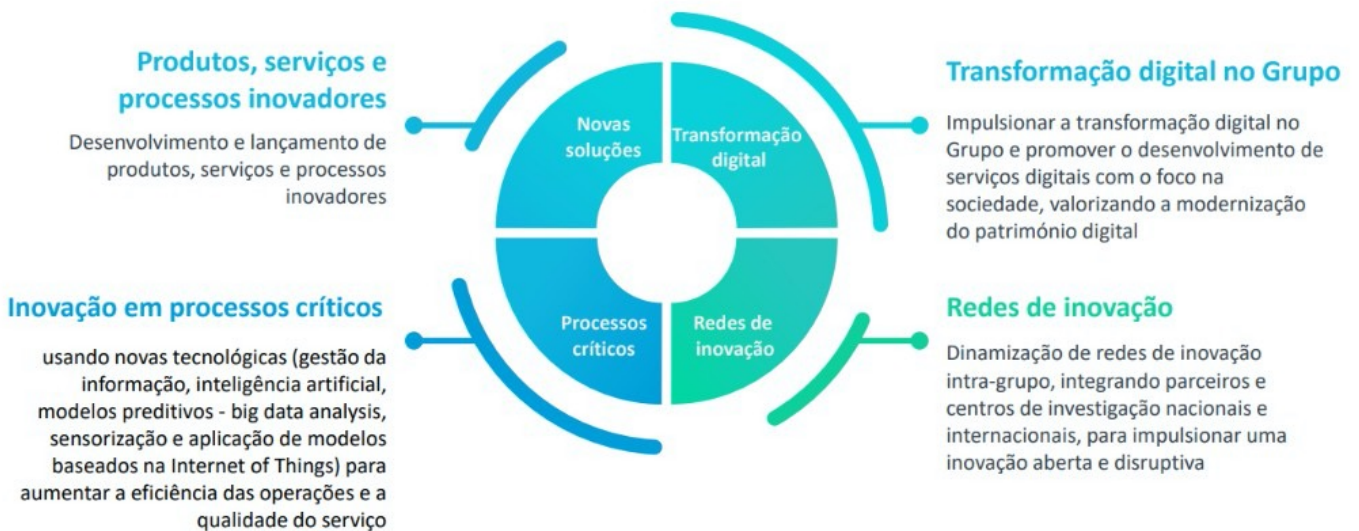 Produtos, serviços e
processos inovadores
Desenvolvimento e lançamento de
produtos, serviços e processos
inovadores
Novas
soluções
Transformação
digital
Transformação digital no Grupo
Impulsionar a transformação digital no
Grupo e promover o desenvolvimento de
serviços digitais com o foco na
sociedade, valorizando a modernização
do património digital
Inovação em processos críticos
usando novas tecnológicas (gestão da
informação, inteligência artificial,
modelos preditivos - big data analysis,
sensorização e aplicação de modelos
baseados na Internet of Things) para
aumentar a eficiência das operações e a
qualidade do serviço
Processos
críticos
Redes de
inovação
Redes de inovação
Dinamização de redes de inovação
intra-grupo, integrando parceiros e
centros de investigação nacionais e
internacionais, para impulsionar uma
inovação aberta e disruptiva